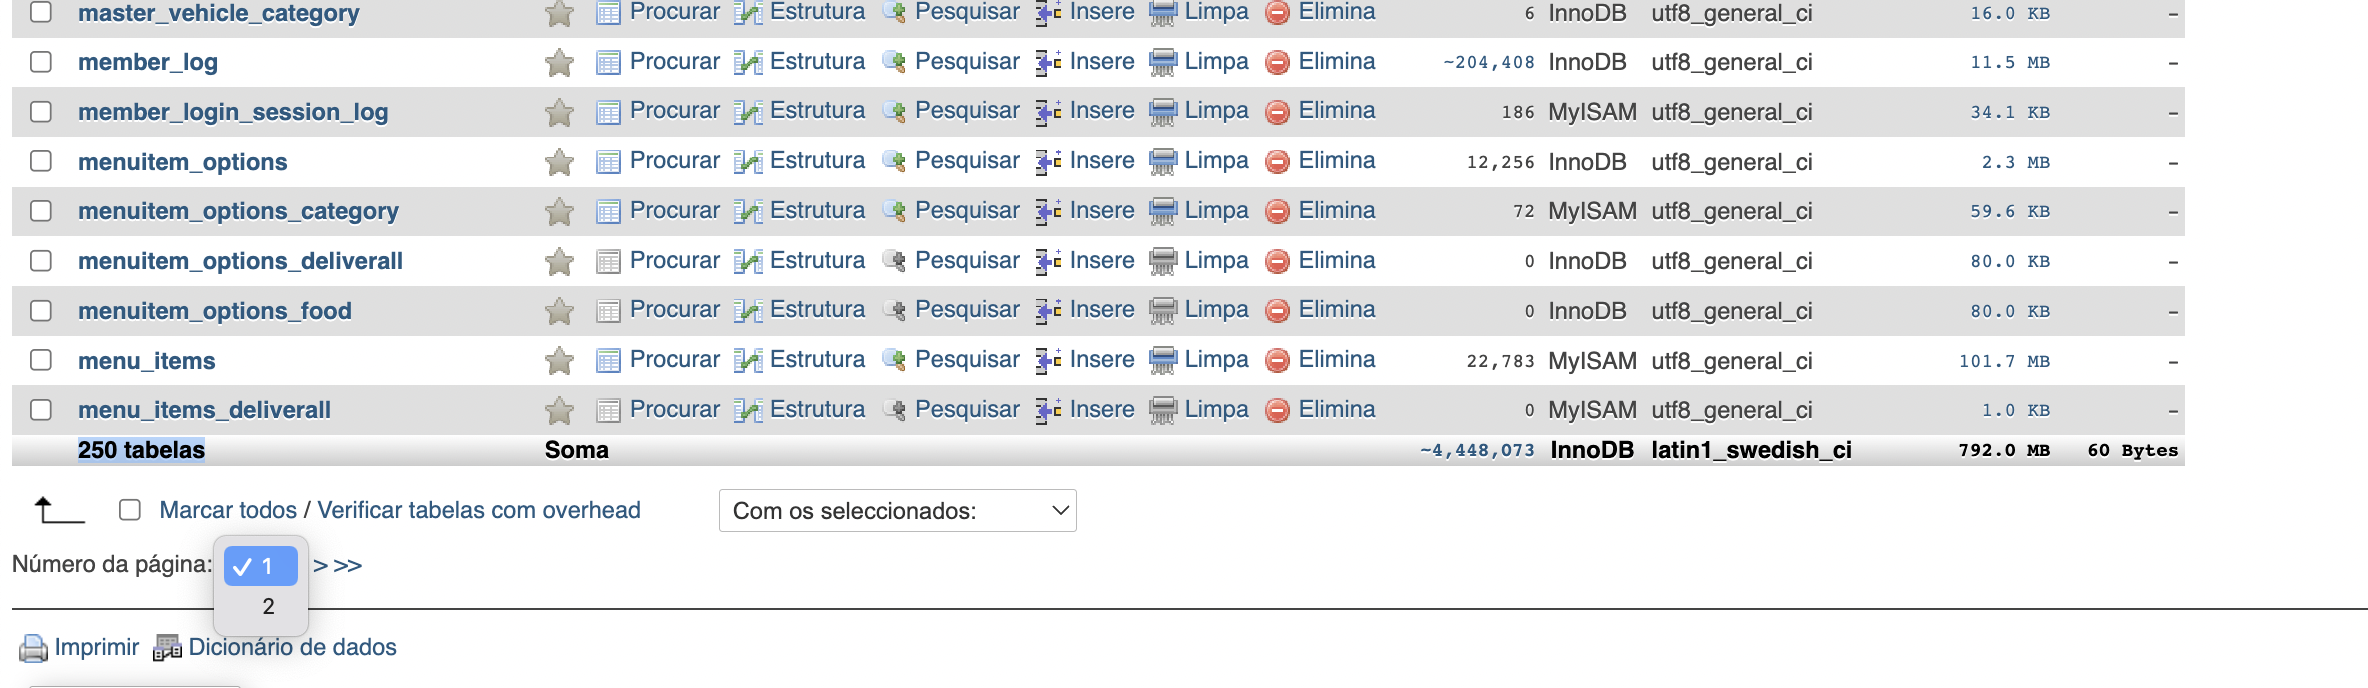 master_vehicle_category Procurar Estrutura Pesquisar Insere Limpa Elimina 6 InnoDB utf8_general_ci 16.0 KB –
member_log Procurar Estrutura Pesquisar Insere Limpa Elimina ~204,408 InnoDB utf8_general_ci 11.5 MB –
member_login_session_log Procurar Estrutura Pesquisar Insere Limpa Elimina 186 MyISAM utf8_general_ci 34.1 KB –
menuitem_options Procurar Estrutura Pesquisar Insere Limpa Elimina 12,256 InnoDB utf8_general_ci 2.3 MB –
menuitem_options_category Procurar Estrutura Pesquisar Insere Limpa Elimina 72 MyISAM utf8_general_ci 59.6 KB –
menuitem_options_deliverall Procurar Estrutura Pesquisar Insere Limpa Elimina 0 InnoDB utf8_general_ci 80.0 KB –
menuitem_options_food Procurar Estrutura Pesquisar Insere Limpa Elimina 0 InnoDB utf8_general_ci 80.0 KB –
menu_items Procurar Estrutura Pesquisar Insere Limpa Elimina 22,783 MyISAM utf8_general_ci 101.7 MB –
menu_items_deliverall Procurar Estrutura Pesquisar Insere Limpa Elimina 0 MyISAM utf8_general_ci 1.0 KB –
250 tabelas Soma ~4,448,073 InnoDB latin1_swedish_ci 792.0 MB 60 Bytes
Marcar todos / Verificar tabelas com overhead Com os seleccionados:
Número da página: 1 > >>
2
Imprimir Dicionário de dados